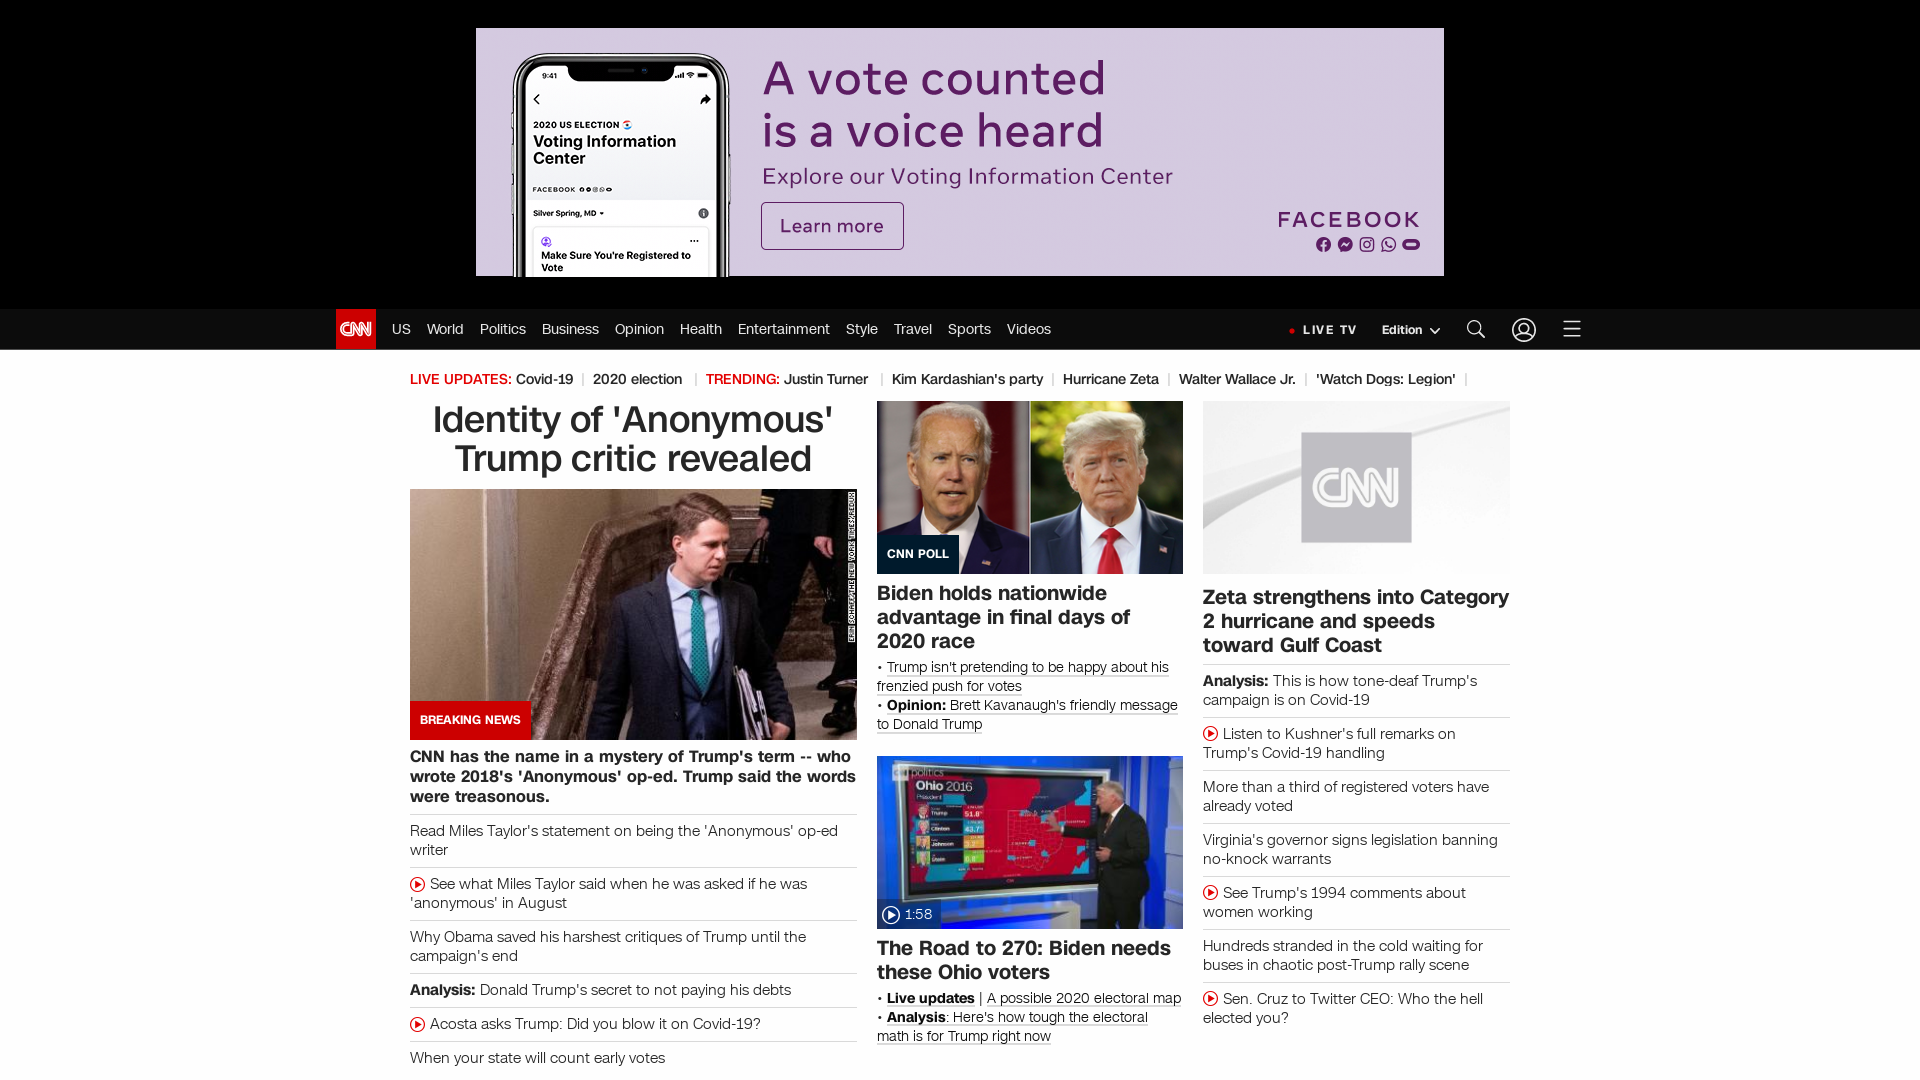 9:41
2020 US ELECTION
Voting Information
Center
FACEBOOK
Silver Spring, MD
Make Sure You're Registered to
Vote
A vote counted
is a voice heard
Explore our Voting Information Center
Learn more
FACEBOOK
CNN
US World Politics Business Opinion Health Entertainment Style Travel Sports Videos
LIVE TV Edition
LIVE UPDATES: Covid-19 | 2020 election | TRENDING: Justin Turner | Kim Kardashian's party | Hurricane Zeta | Walter Wallace Jr. | 'Watch Dogs: Legion' |
Identity of 'Anonymous'
Trump critic revealed
ERIN SCHAFF/THE NEW YORK TIMES/REDUX
BREAKING NEWS
CNN has the name in a mystery of Trump's term -- who
wrote 2018's 'Anonymous' op-ed. Trump said the words
were treasonous.
Read Miles Taylor's statement on being the 'Anonymous' op-ed
writer
See what Miles Taylor said when he was asked if he was
'anonymous' in August
Why Obama saved his harshest critiques of Trump until the
campaign's end
Analysis: Donald Trump's secret to not paying his debts
Acosta asks Trump: Did you blow it on Covid-19?
When your state will count early votes
CNN POLL
Biden holds nationwide
advantage in final days of
2020 race
• Trump isn't pretending to be happy about his
frenzied push for votes
• Opinion: Brett Kavanaugh's friendly message
to Donald Trump
politics
Ohio 2016
President
Trump 51.8
Clinton 43.7
Johnson
Stein
1:58
The Road to 270: Biden needs
these Ohio voters
• Live updates | A possible 2020 electoral map
• Analysis: Here's how tough the electoral
math is for Trump right now
CNN
Zeta strengthens into Category
2 hurricane and speeds
toward Gulf Coast
Analysis: This is how tone-deaf Trump's
campaign is on Covid-19
Listen to Kushner's full remarks on
Trump's Covid-19 handling
More than a third of registered voters have
already voted
Virginia's governor signs legislation banning
no-knock warrants
See Trump's 1994 comments about
women working
Hundreds stranded in the cold waiting for
buses in chaotic post-Trump rally scene
Sen. Cruz to Twitter CEO: Who the hell
elected you?